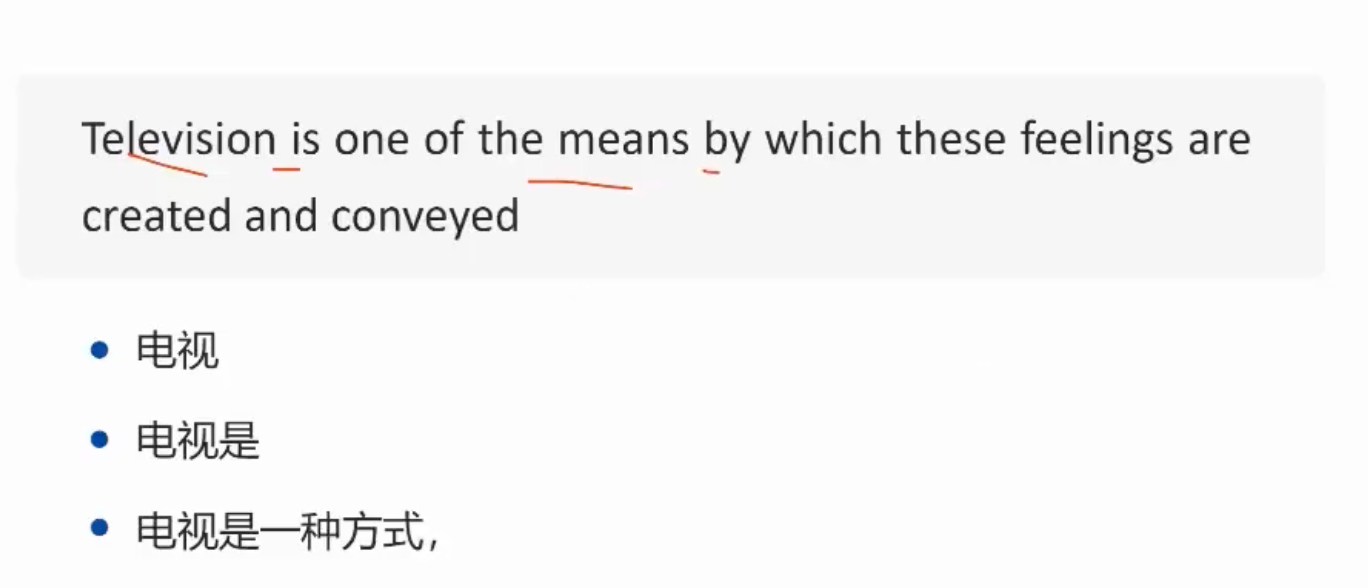 Television is one of the means by which these feelings are
created and conveyed
电视
电视是
电视是一种方式，